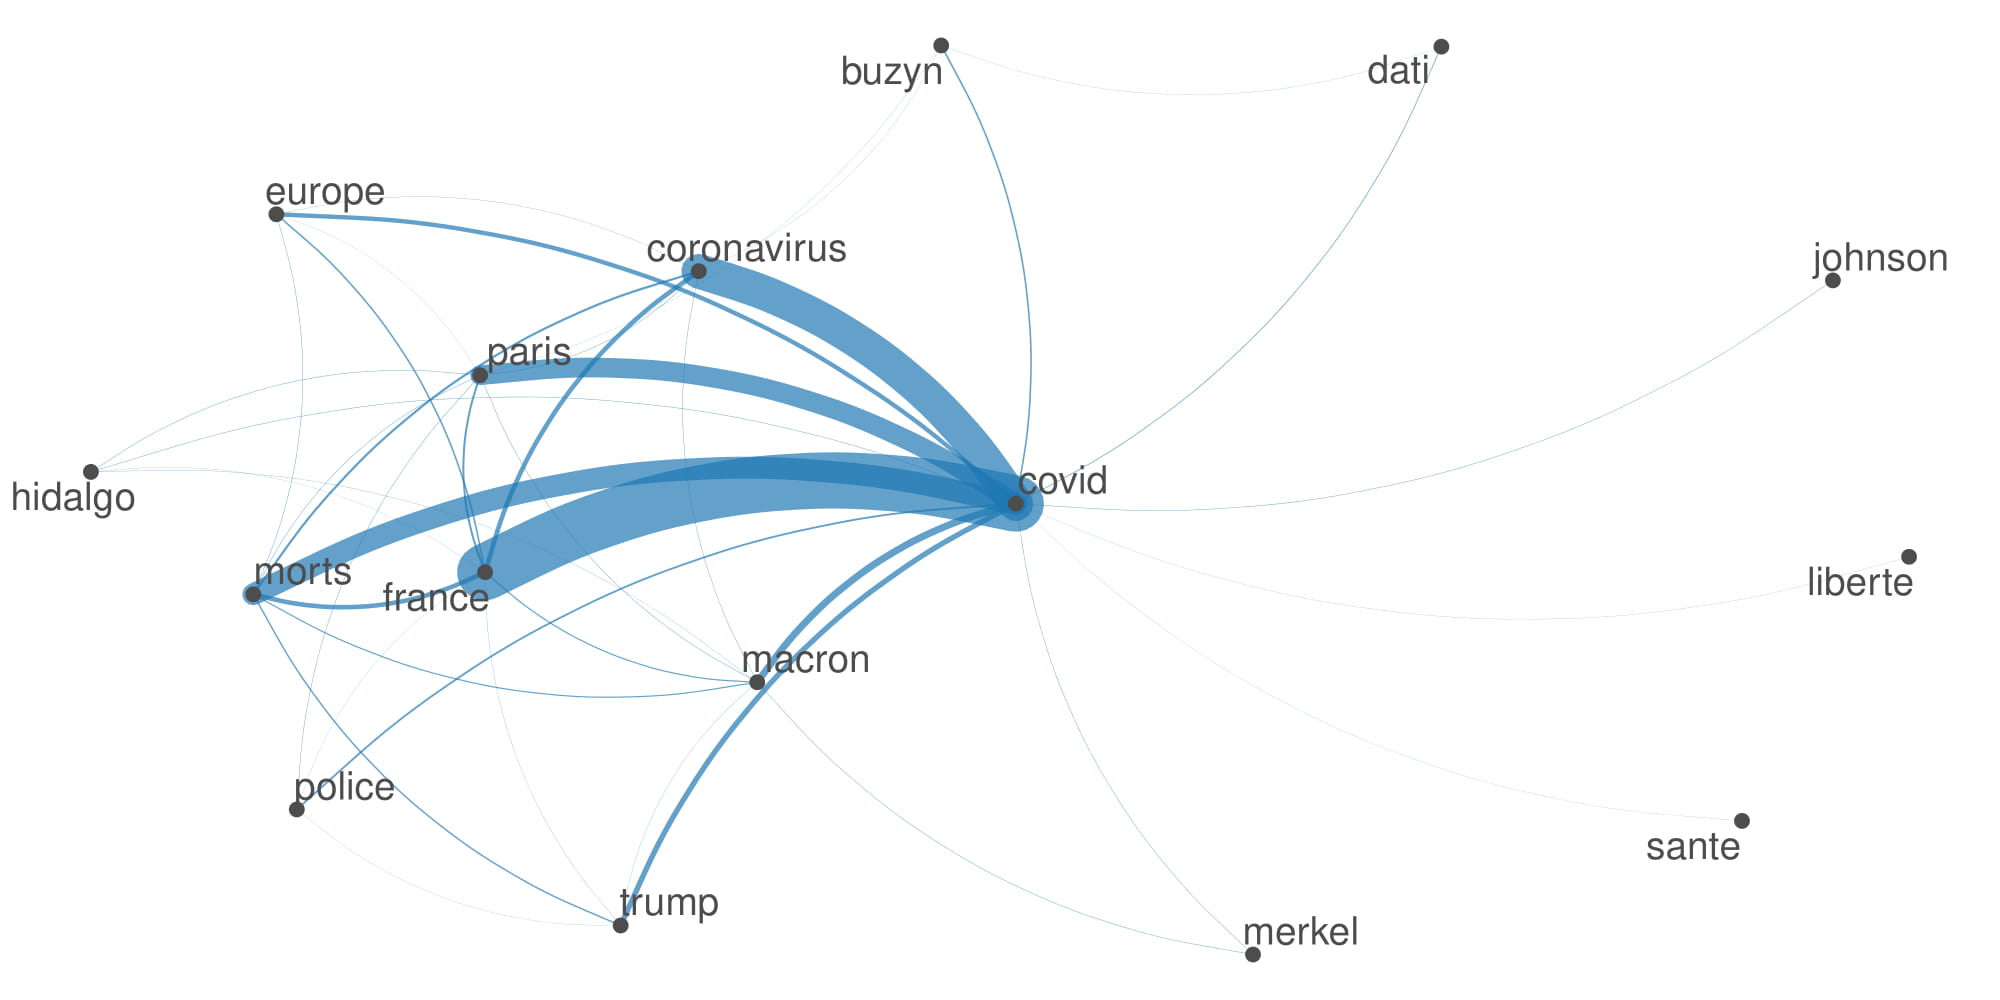 buzyn
dati
europe
coronavirus
johnson
paris
covid
hidalgo
morts
france
liberte
macron
police
sante
trump
merkel